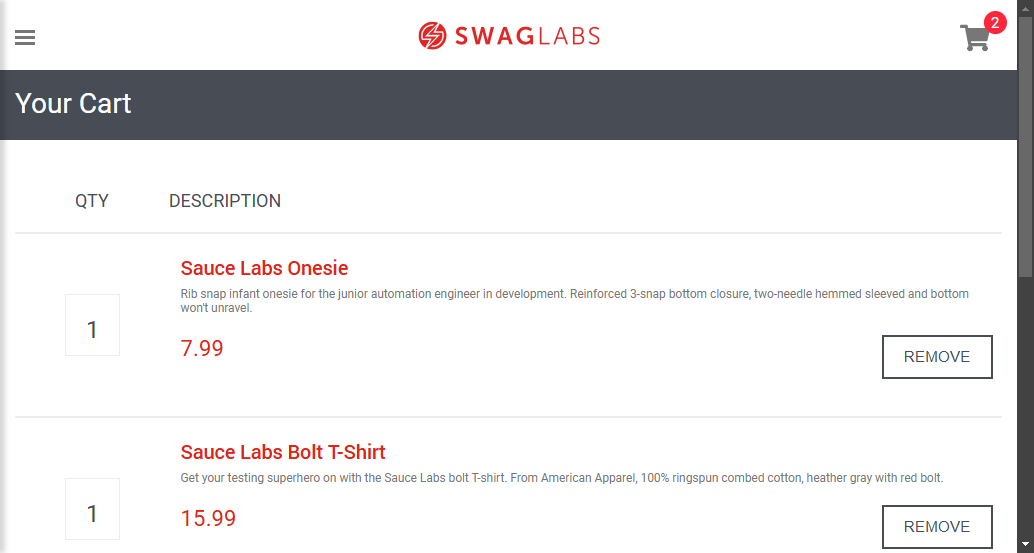 SWAGLABS
2
Your Cart
QTY DESCRIPTION
Sauce Labs Onesie
Rib snap infant onesie for the junior automation engineer in development. Reinforced 3-snap bottom closure, two-needle hemmed sleeved and bottom
won't unravel.
1
7.99
REMOVE
Sauce Labs Bolt T-Shirt
Get your testing superhero on with the Sauce Labs bolt T-shirt. From American Apparel, 100% ringspun combed cotton, heather gray with red bolt.
1
15.99
REMOVE